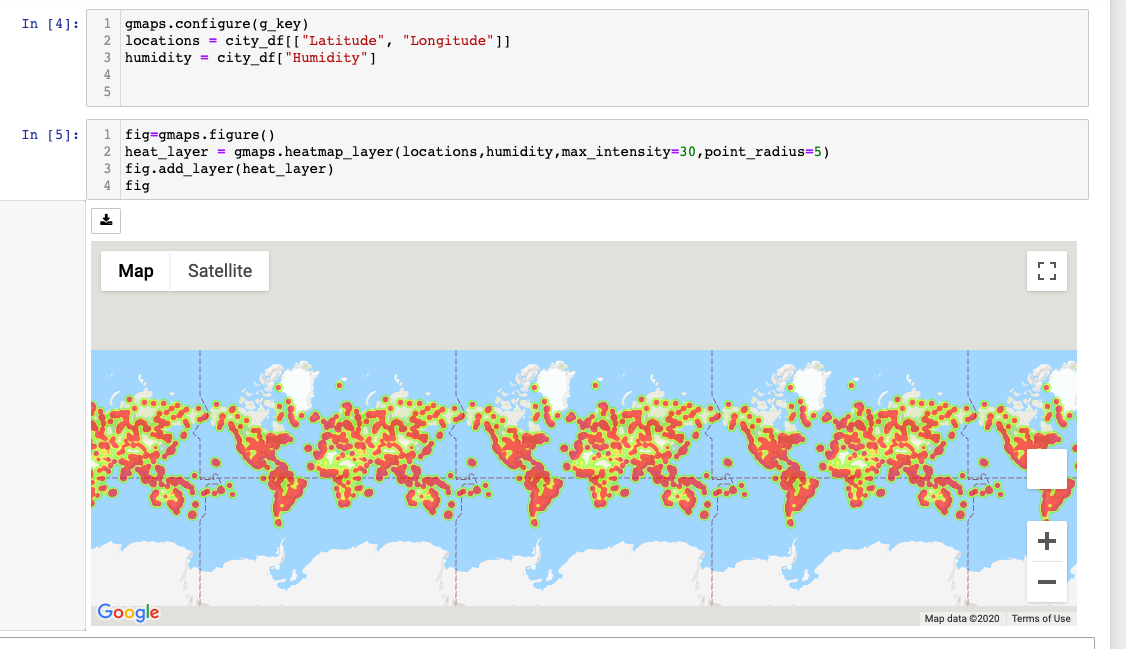 In [4]:
1 gmaps.configure(g_key)
2 locations = city_df[["Latitude", "Longitude"]]
3 humidity = city_df["Humidity"]
4
5
In [5]:
1 fig=gmaps.figure()
2 heat_layer = gmaps.heatmap_layer(locations,humidity,max_intensity=30,point_radius=5)
3 fig.add_layer(heat_layer)
4 fig
Map Satellite
Google
Map data ©2020 Terms of Use